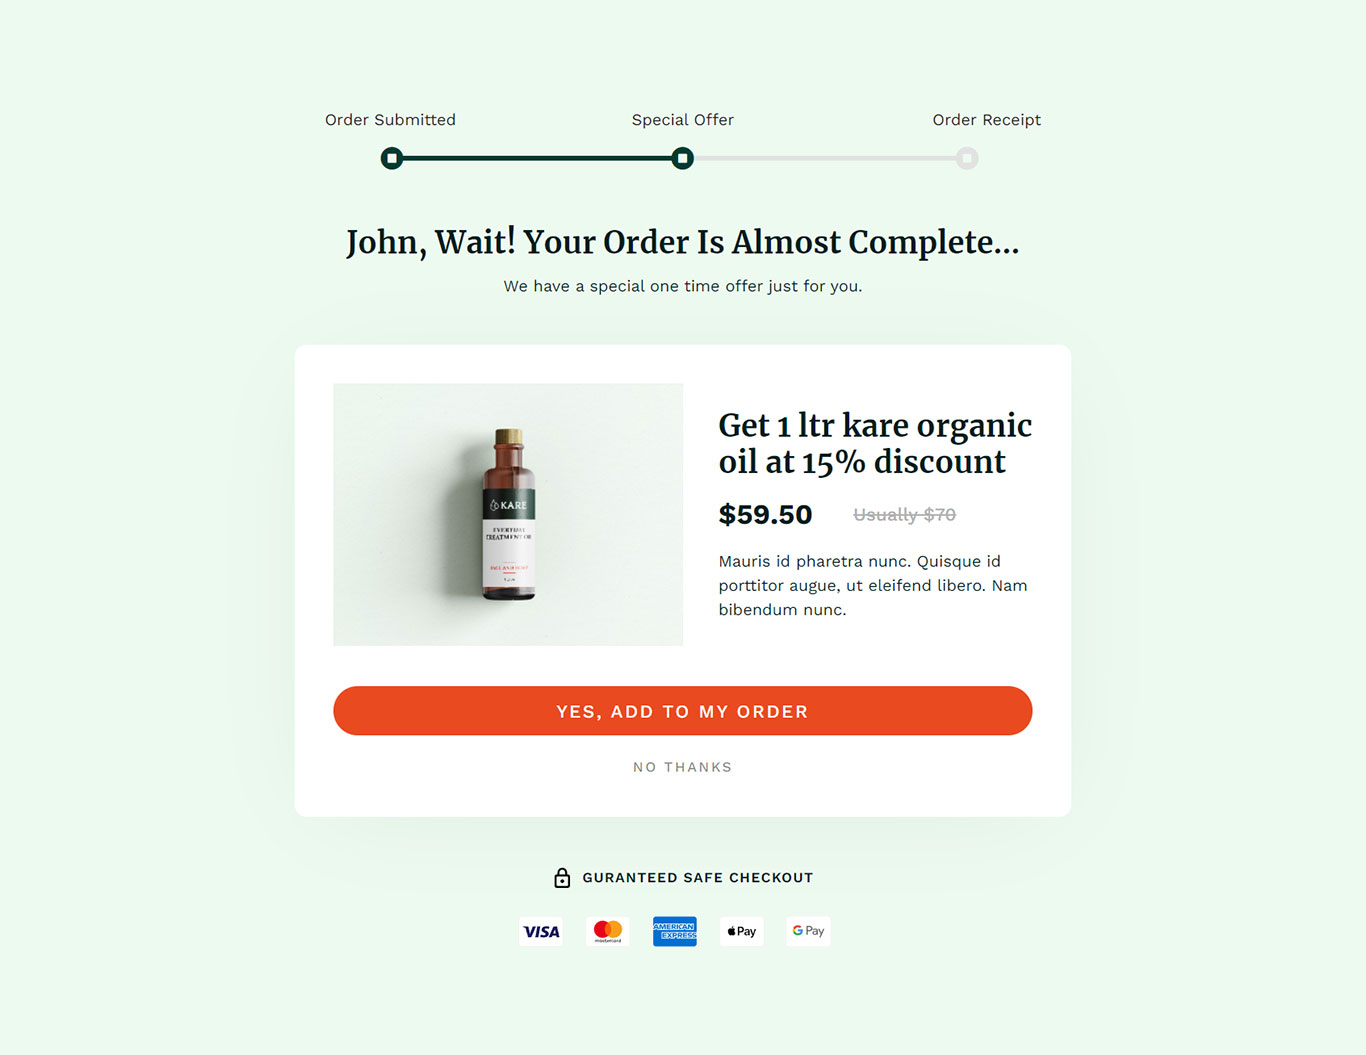 Order Submitted
Special Offer
Order Receipt
John, Wait! Your Order Is Almost Complete...
We have a special one time offer just for you.
KARE
TREATMENT OIL
Get 1 ltr kare organic
oil at 15% discount
$59.50
Usually $70
Mauris id pharetra nunc. Quisque id
porttitor augue, ut eleifend libero. Nam
bibendum nunc.
YES, ADD TO MY ORDER
NO THANKS
GURANTEED SAFE CHECKOUT
VISA
mastercard
AMERICAN
EXPRESS
Pay
G Pay